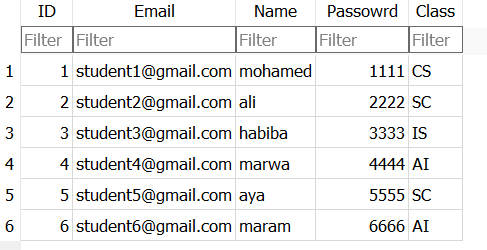 ID Email Name Passowrd Class
Filter Filter Filter Filter Filter
1 1 student1@gmail.com mohamed 1111 CS
2 2 student2@gmail.com ali 2222 SC
3 3 student3@gmail.com habiba 3333 IS
4 4 student4@gmail.com marwa 4444 AI
5 5 student5@gmail.com aya 5555 SC
6 6 student6@gmail.com maram 6666 AI